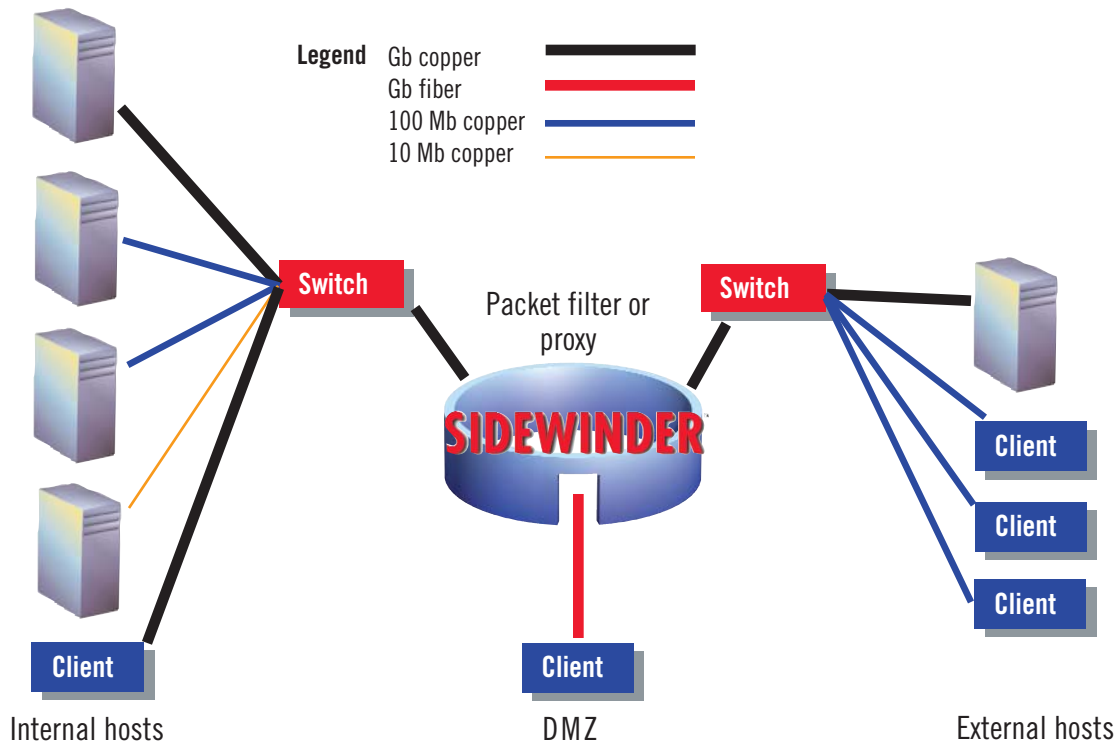 Legend
Gb copper
Gb fiber
100 Mb copper
10 Mb copper
Switch
Switch
Packet filter or
proxy
SIDEWINDER
Client
Client
Client
Client
Client
Internal hosts
DMZ
External hosts